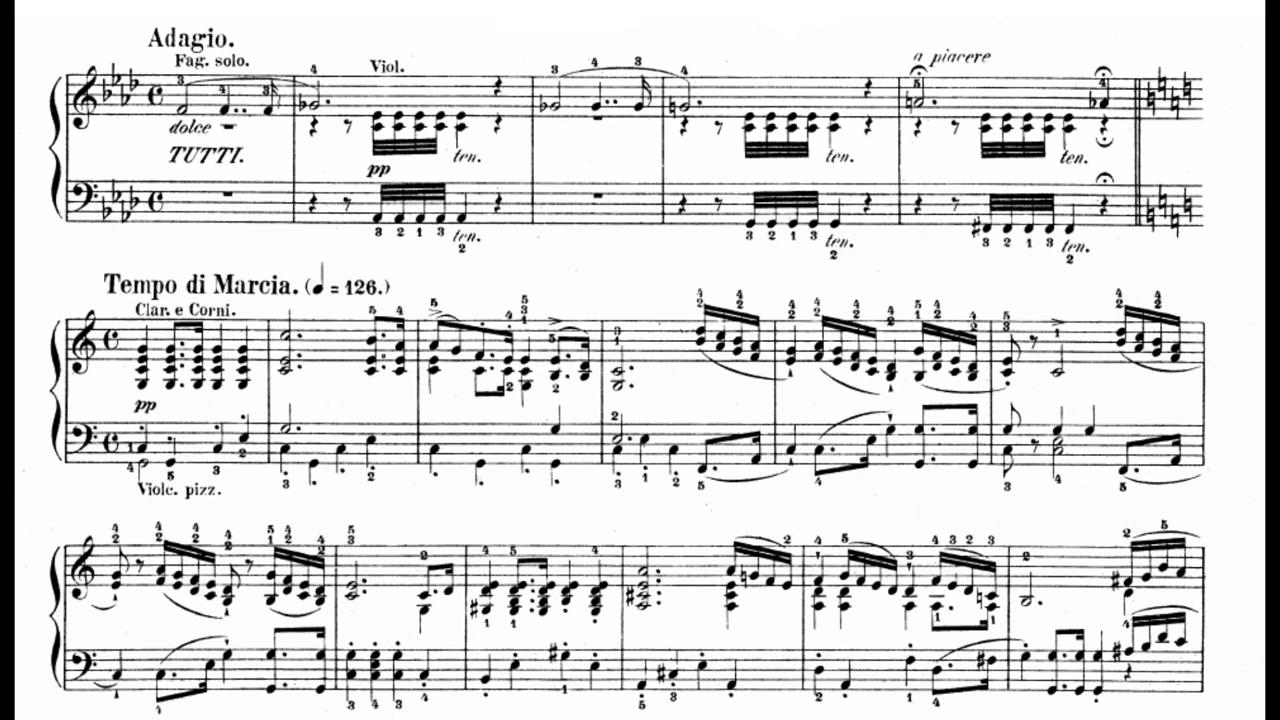 Adagio.
Fag. solo.
Viol.
a piacere
dolce
TUTTI.
pp
ten.
ten.
ten.
ten.
ten.
ten.
Tempo di Marcia. (♩ = 126.)
Clar. e Corni.
pp
Violc. pizz.